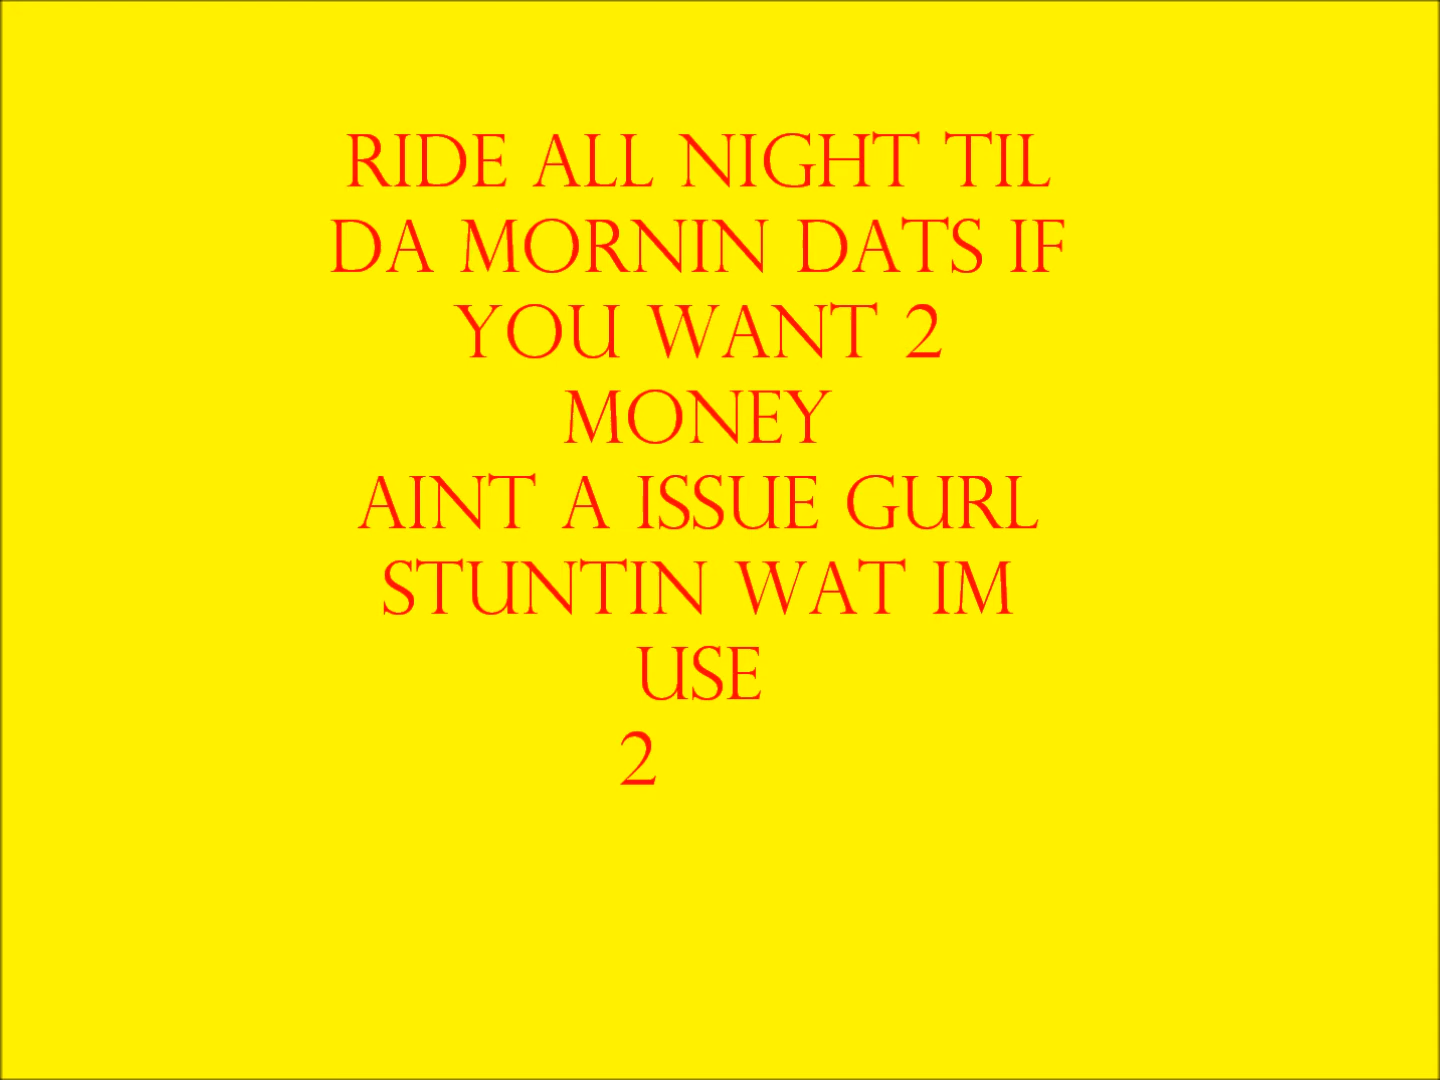 RIDE ALL NIGHT TIL
DA MORNIN DATS IF
YOU WANT 2
MONEY
AINT A ISSUE GURL
STUNTIN WAT IM
USE
2